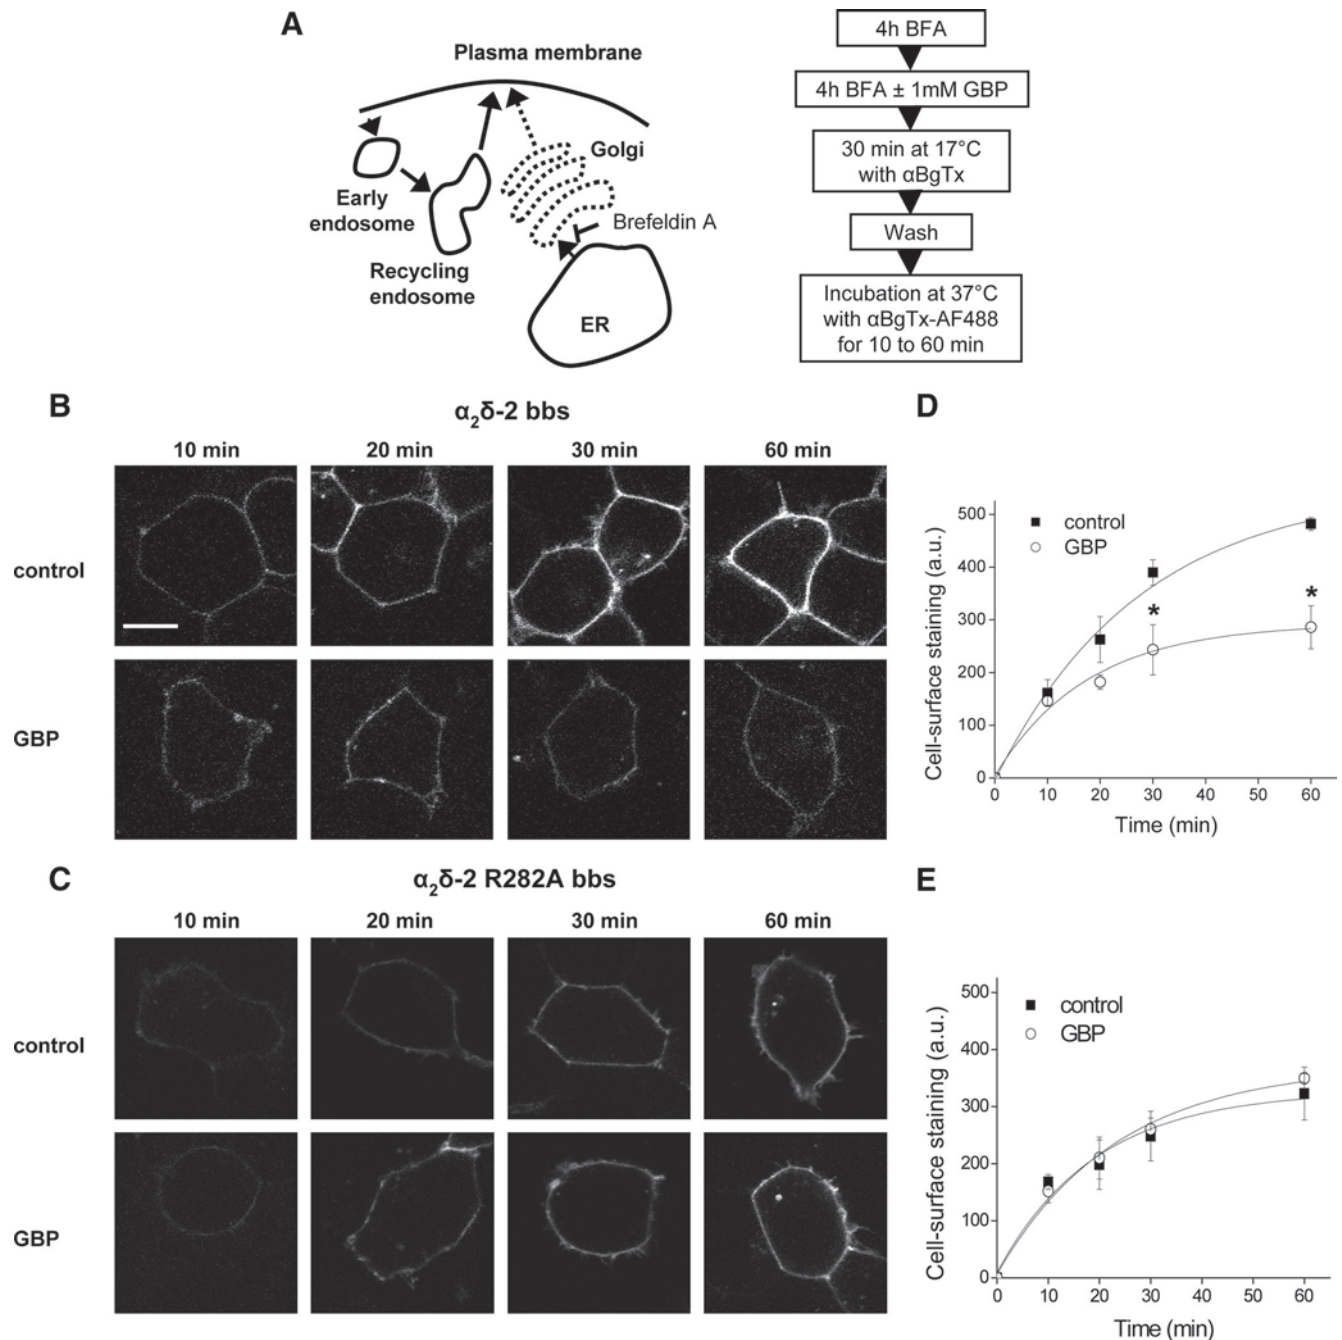 A
Plasma membrane
Golgi
Early
endosome
Brefeldin A
Recycling
endosome
ER
4h BFA
4h BFA ± 1mM GBP
30 min at 17°C
with αBgTx
Wash
Incubation at 37°C
with αBgTx-AF488
for 10 to 60 min
B
α₂δ-2 bbs
10 min 20 min 30 min 60 min
control
GBP
D
Cell-surface staining (a.u.)
500
400
300
200
100
0
control
GBP
*
*
0 10 20 30 40 50 60
Time (min)
C
α₂δ-2 R282A bbs
10 min 20 min 30 min 60 min
control
GBP
E
Cell-surface staining (a.u.)
500
400
300
200
100
0
control
GBP
0 10 20 30 40 50 60
Time (min)